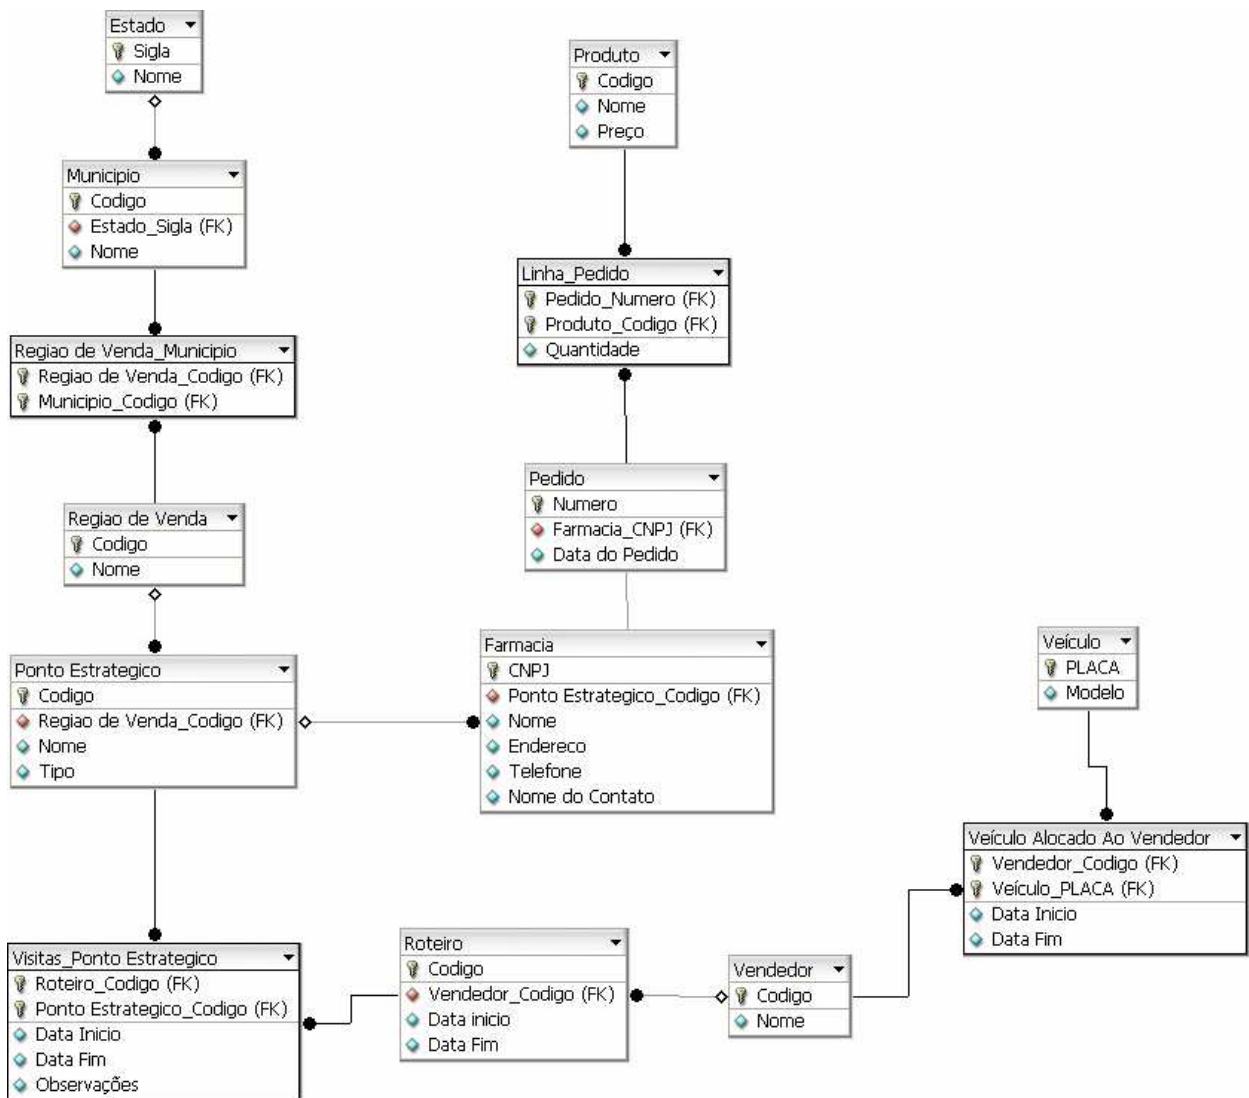 Estado
Sigla
Nome
Municipio
Codigo
Estado_Sigla (FK)
Nome
Regiao de Venda_Municipio
Regiao de Venda_Codigo (FK)
Municipio_Codigo (FK)
Regiao de Venda
Codigo
Nome
Ponto Estrategico
Codigo
Regiao de Venda_Codigo (FK)
Nome
Tipo
Visitas_Ponto Estrategico
Roteiro_Codigo (FK)
Ponto Estrategico_Codigo (FK)
Data Inicio
Data Fim
Observações
Produto
Codigo
Nome
Preço
Linha_Pedido
Pedido_Numero (FK)
Produto_Codigo (FK)
Quantidade
Pedido
Numero
Farmacia_CNPJ (FK)
Data do Pedido
Farmacia
CNPJ
Ponto Estrategico_Codigo (FK)
Nome
Endereco
Telefone
Nome do Contato
Roteiro
Codigo
Vendedor_Codigo (FK)
Data inicio
Data Fim
Vendedor
Codigo
Nome
Veículo
PLACA
Modelo
Veículo Alocado Ao Vendedor
Vendedor_Codigo (FK)
Veículo_PLACA (FK)
Data Inicio
Data Fim